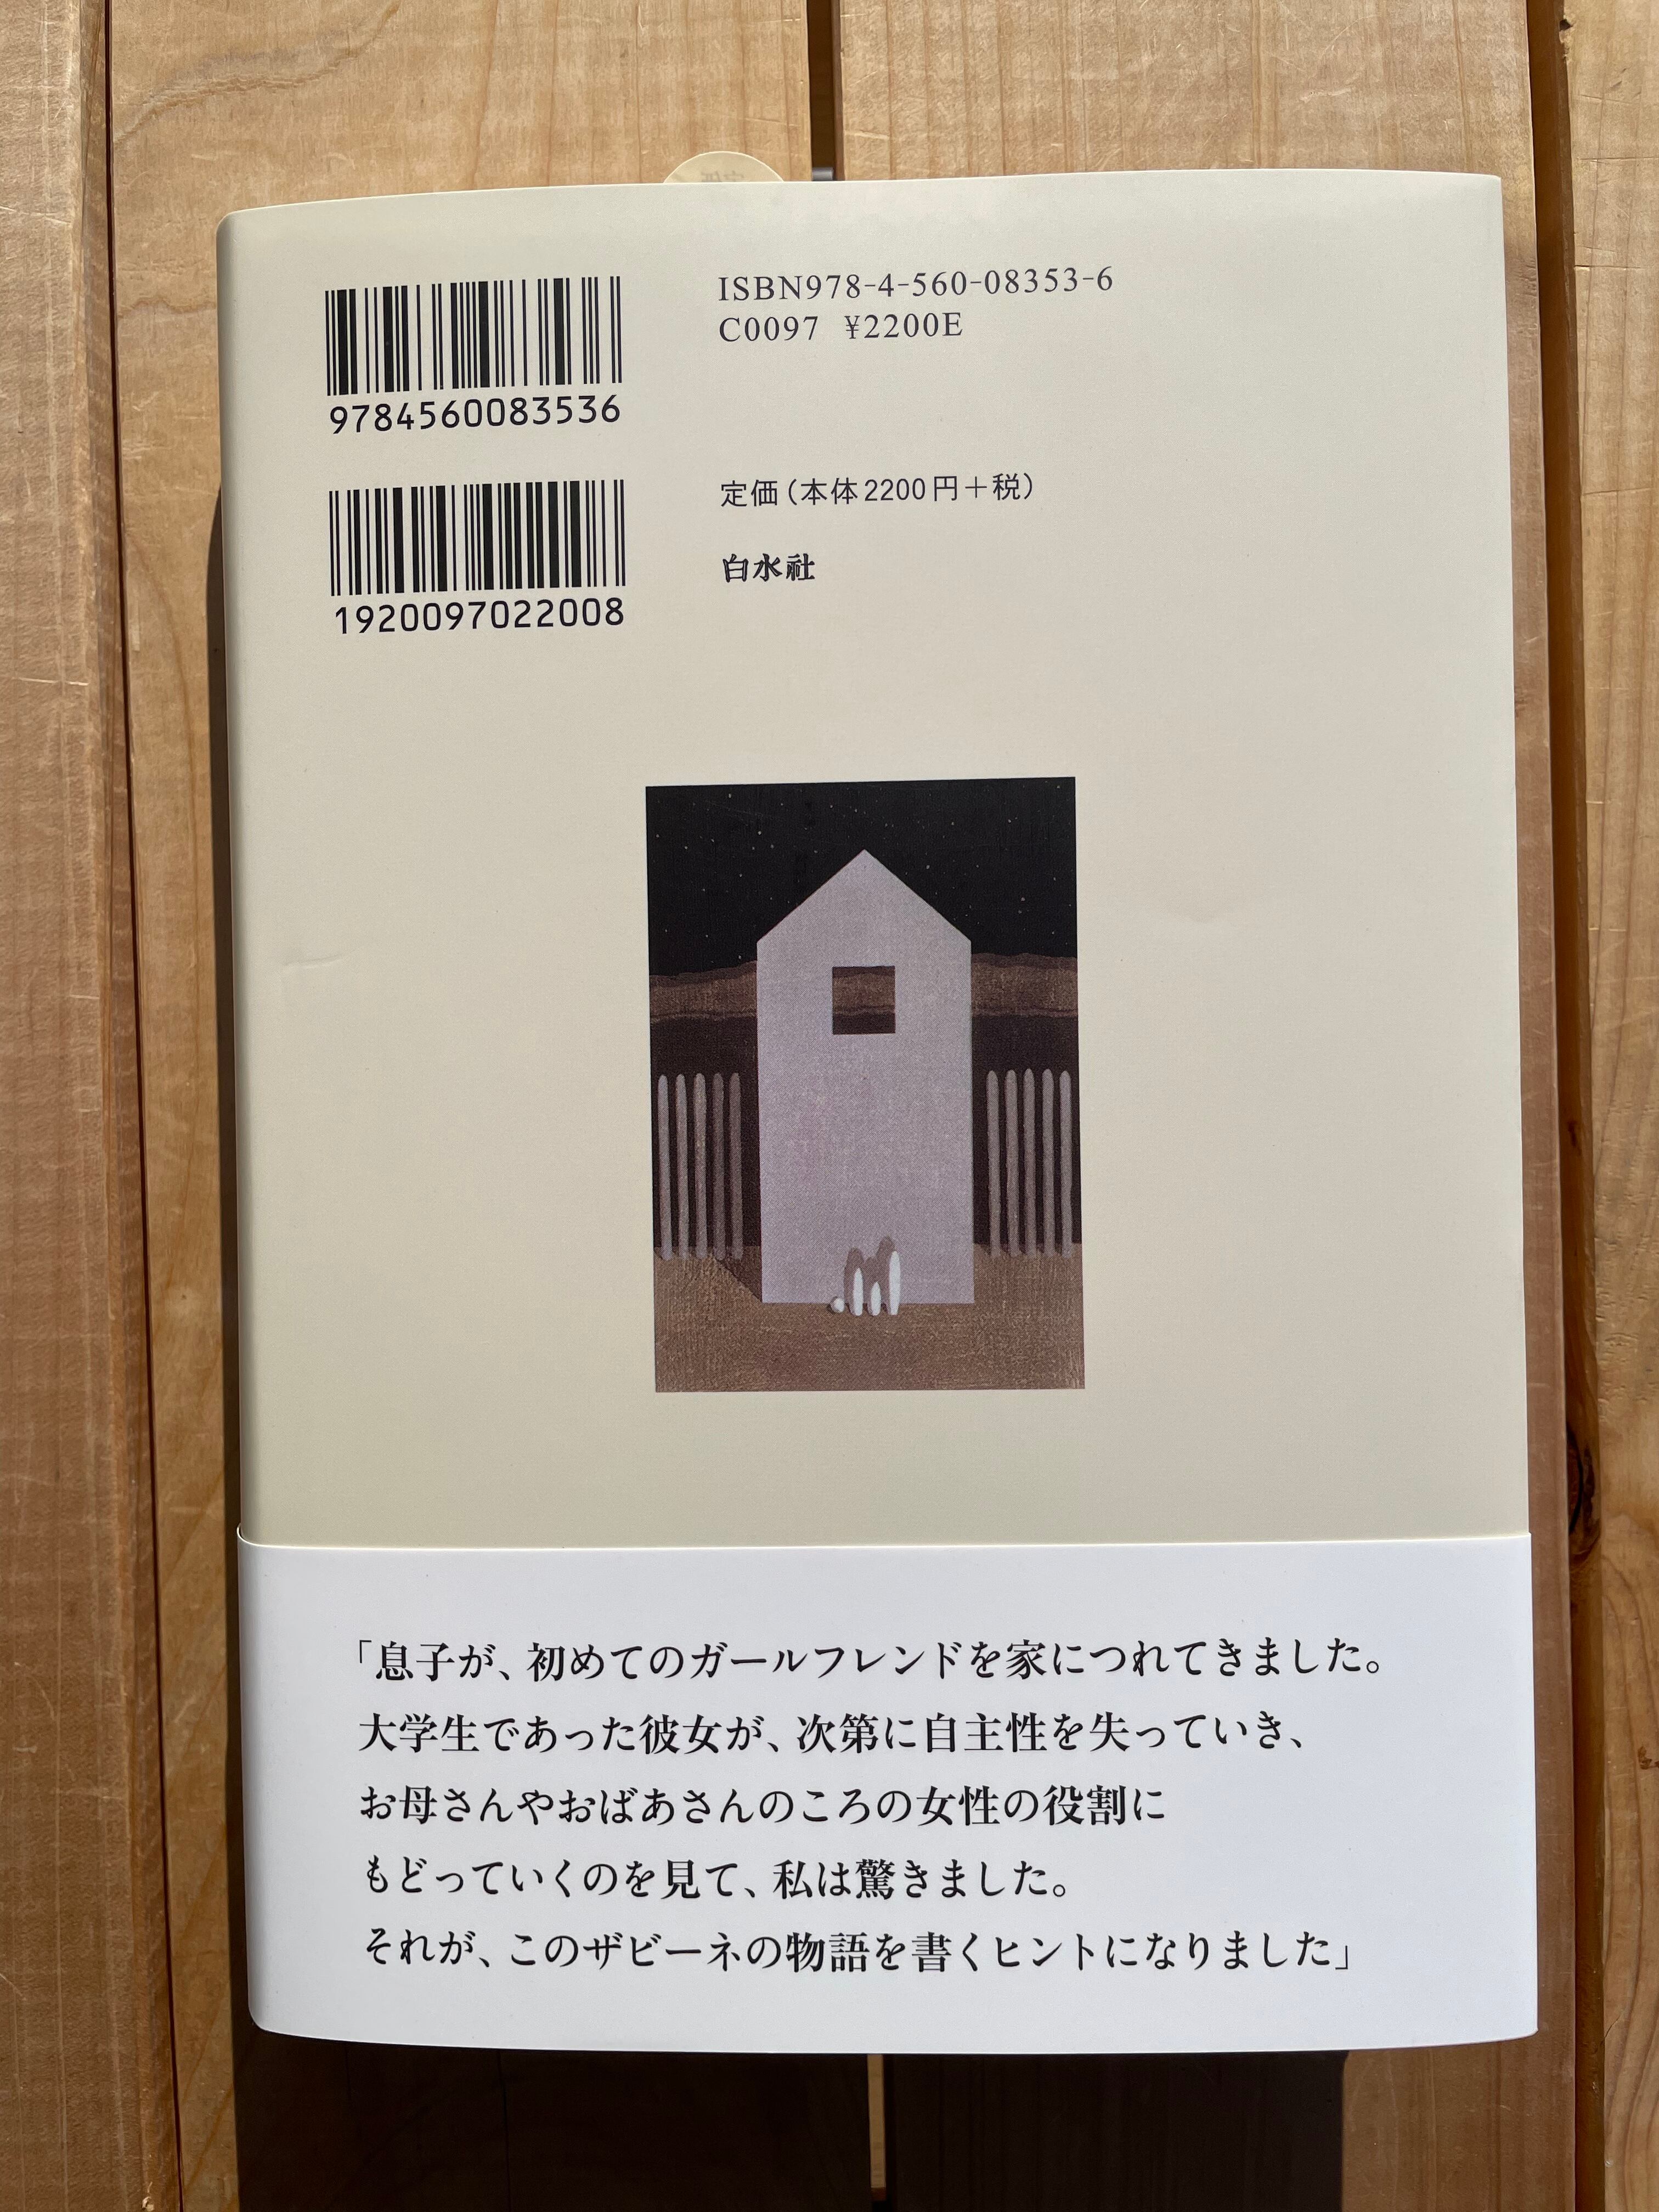 ISBN978-4-560-08353-6
C0097 ¥2200E
9784560083536
定価（本体2200円＋税）
白水社
1920097022008
「息子が、初めてのガールフレンドを家につれてきました。
大学生であった彼女が、次第に自主性を失っていき、
お母さんやおばあさんのころの女性の役割に
もどっていくのを見て、私は驚きました。
それが、このザビーネの物語を書くヒントになりました」